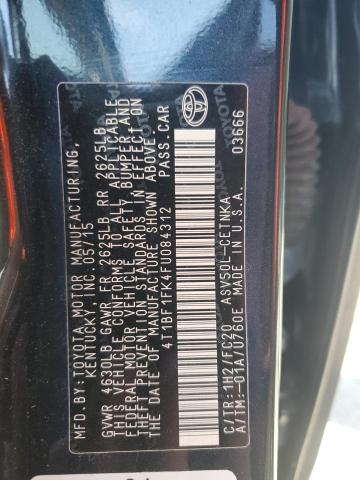 MFD. BY: TOYOTA MOTOR MANUFACTURING,
KENTUCKY, INC. 05/15
GVWR 4630LB GAWR FR 2625LB RR 2625LB
THIS VEHICLE CONFORMS TO ALL APPLICABLE
FEDERAL MOTOR VEHICLE SAFETY, BUMPER, AND
THEFT PREVENTION STANDARDS IN EFFECT ON
THE DATE OF MANUFACTURE SHOWN ABOVE.
4T1BF1FK4FU084312 PASS. CAR
C/TR: 1H2/FC20 ASV50L-CETNKA
A/TM: -01A/U760E MADE IN U.S.A.
03666
TOYOTA